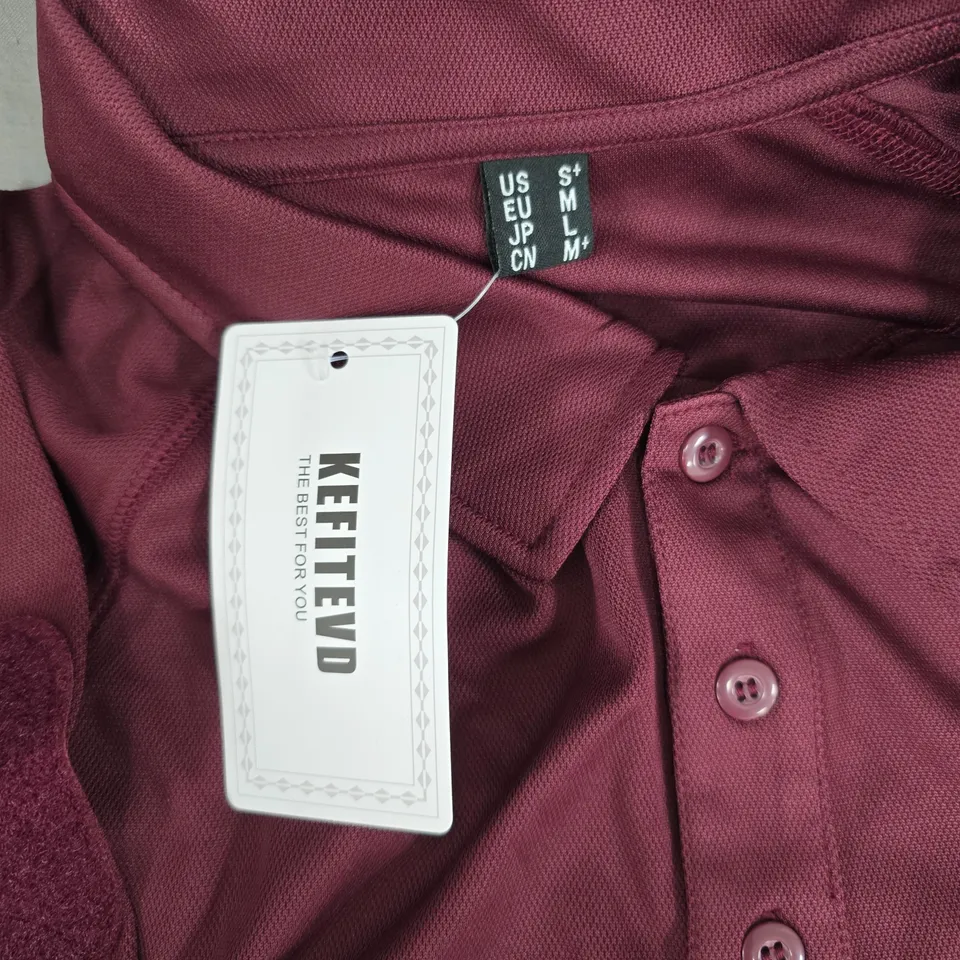 US S+
EU M
JP L
CN M+
KEFITEVD
THE BEST FOR YOU